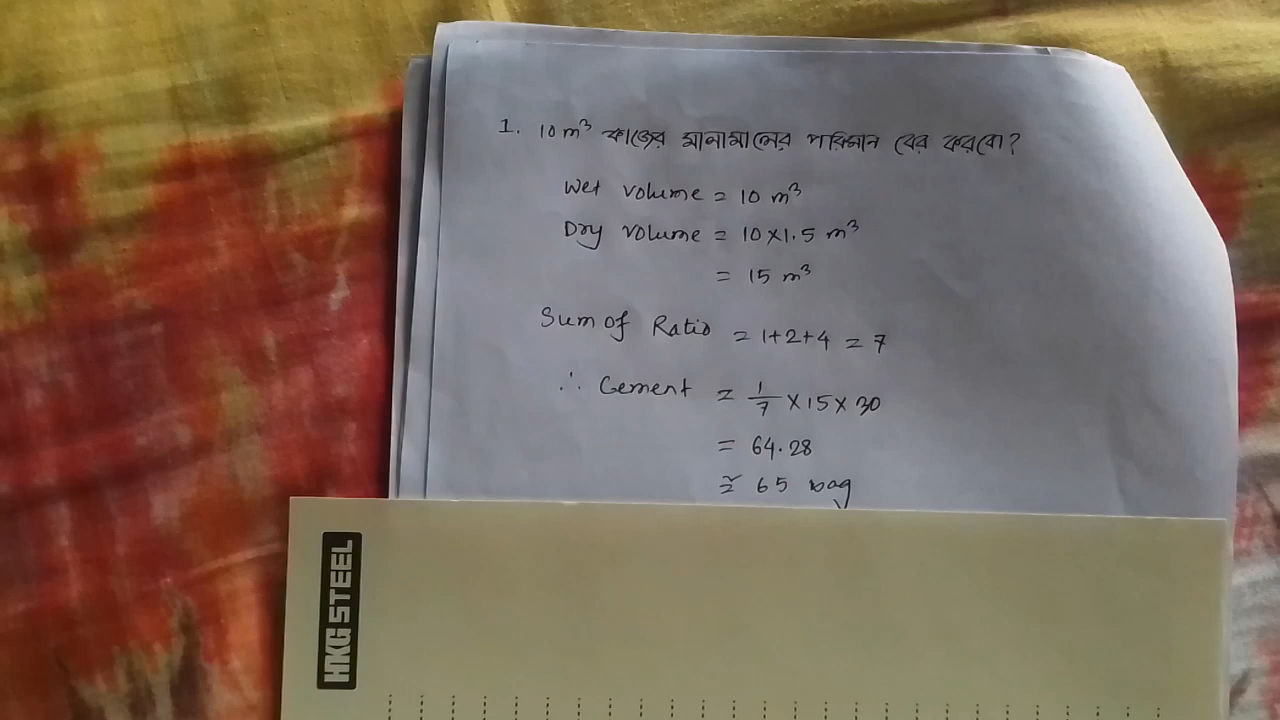 1. 10 m³ কাজের মালামালের পরিমান বের করবো?
Wet volume = 10 m³
Dry volume = 10×1.5 m³
= 15 m³
Sum of Ratio = 1+2+4 = 7
∴ Cement = 1/7 ×15×30
= 64.28
≅ 65 bag
HKG STEEL